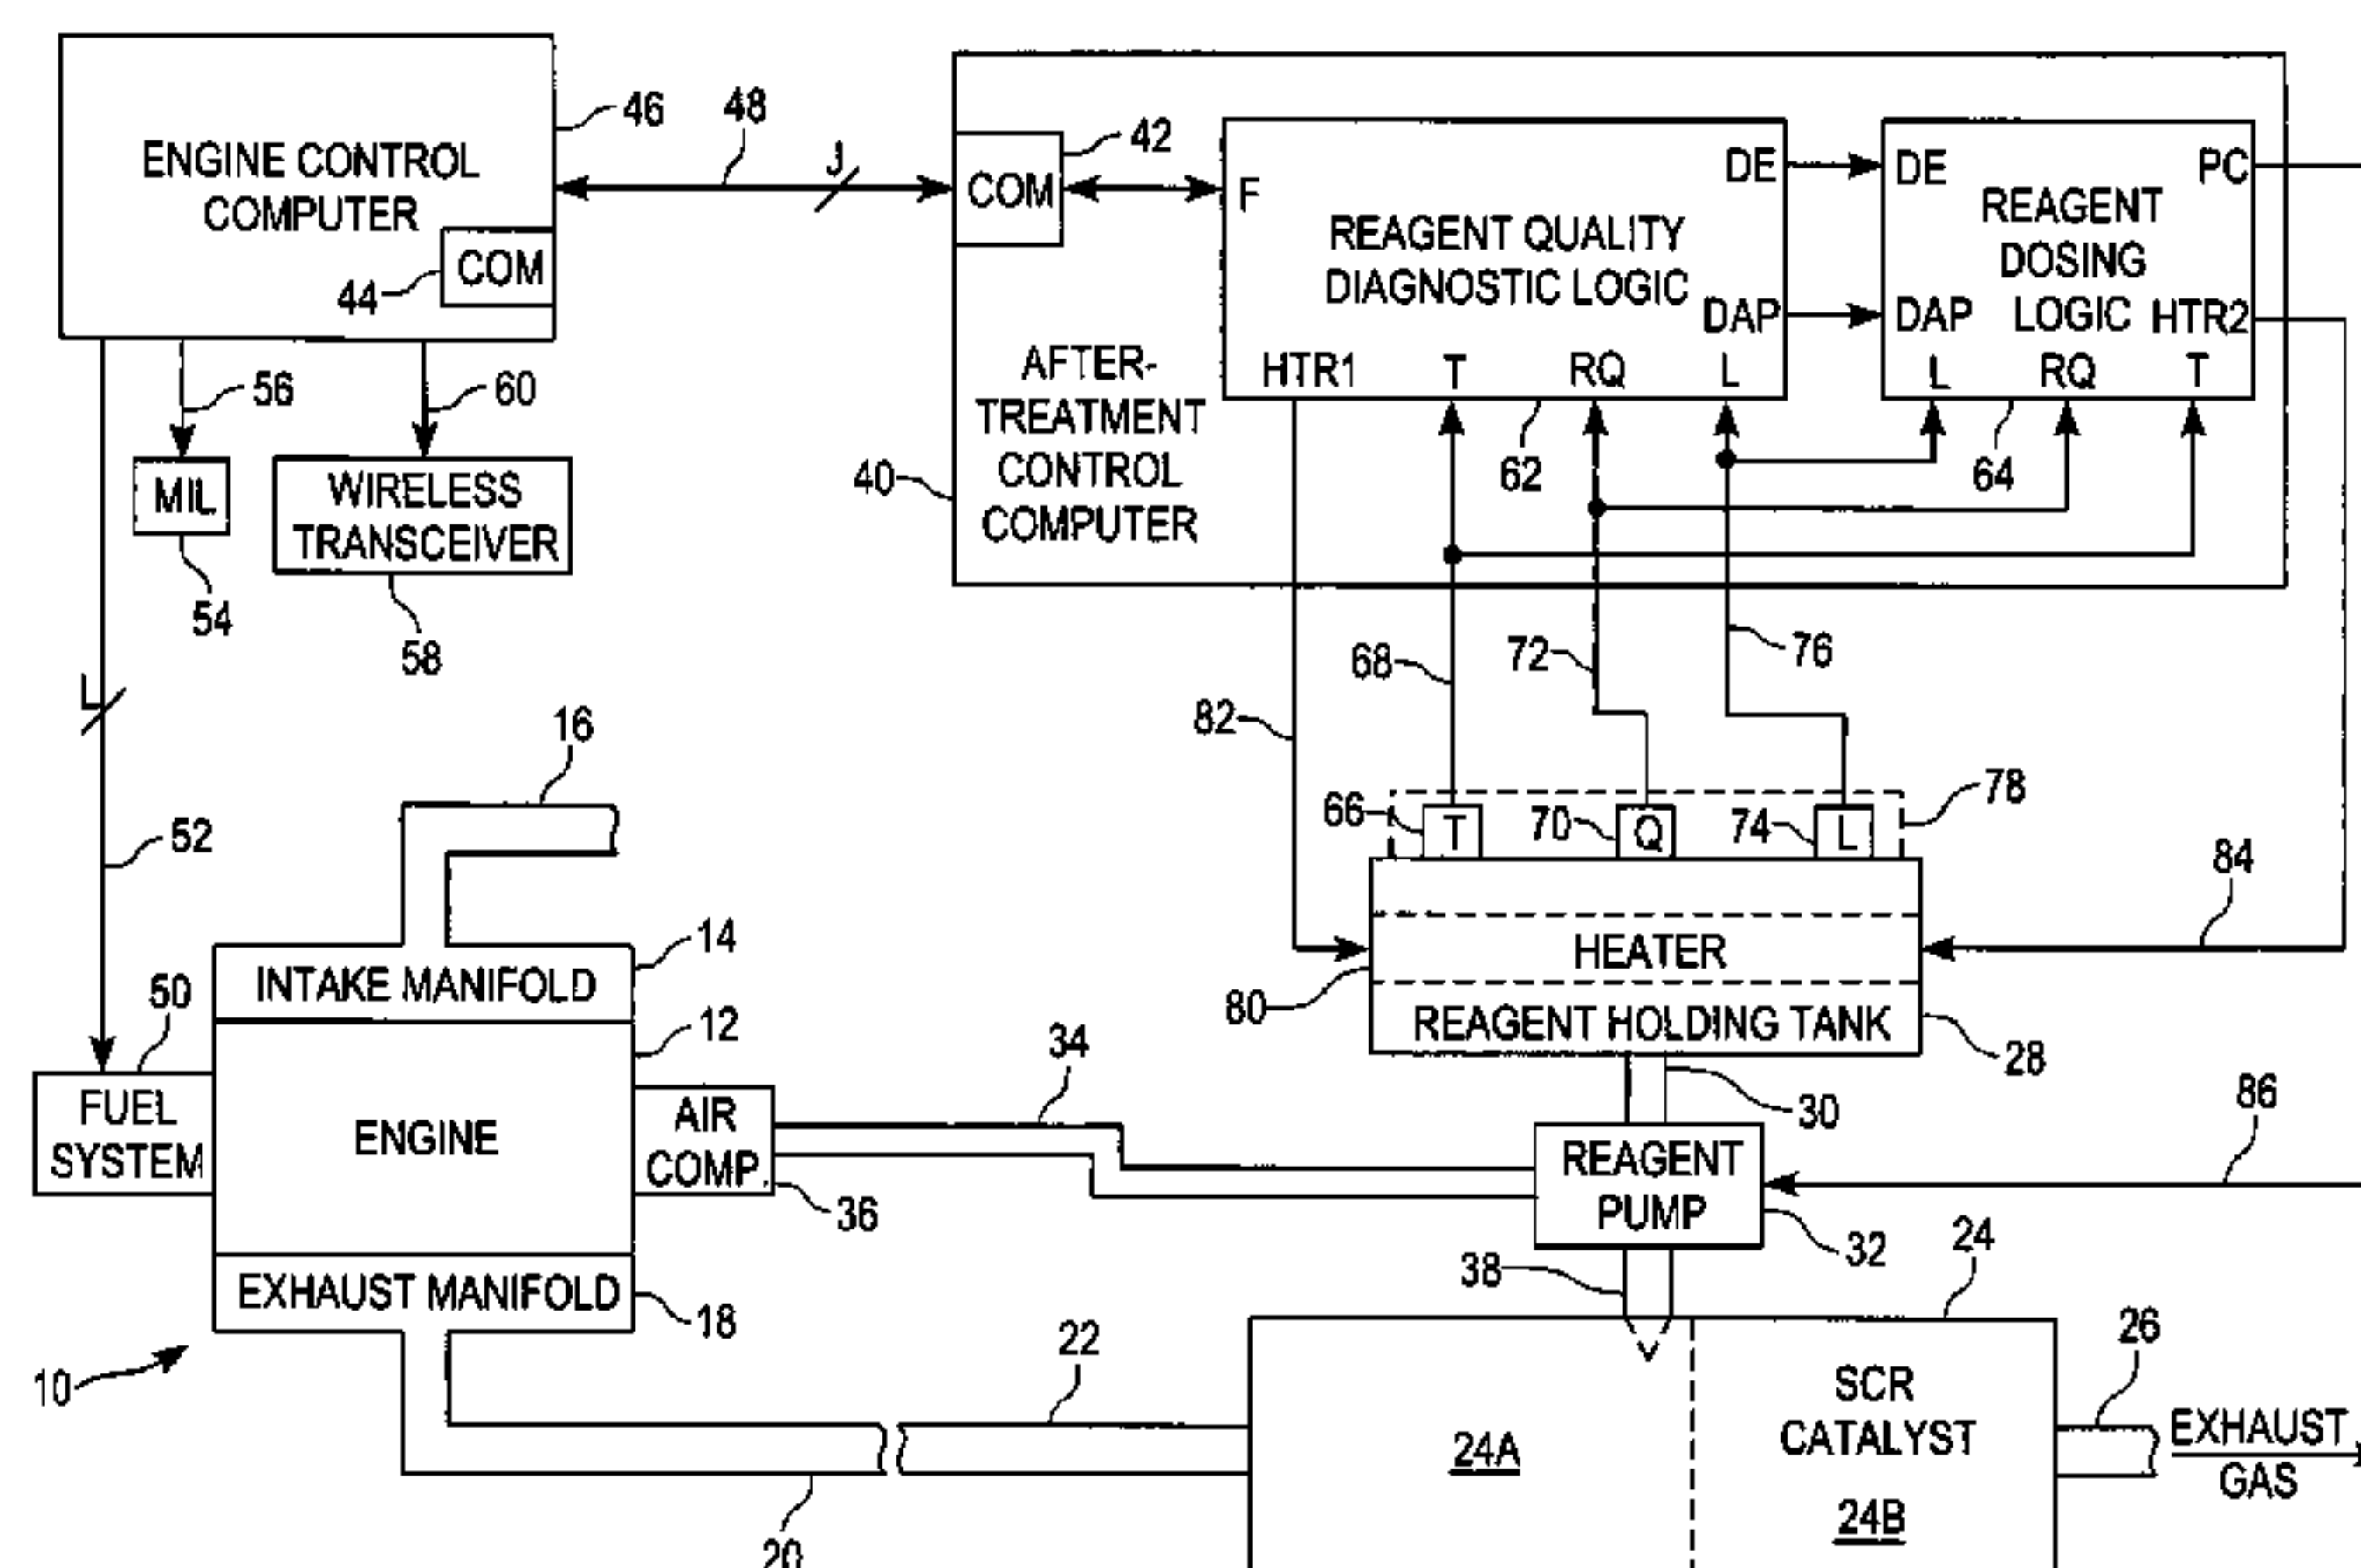 ENGINE CONTROL
COMPUTER
COM
44
46
48
J
56
60
MIL
54
WIRELESS
TRANSCEIVER
58
L
52
40
AFTER-
TREATMENT
CONTROL
COMPUTER
COM
42
F
DE
REAGENT QUALITY
DIAGNOSTIC LOGIC
DAP
HTR1
T
RQ
L
62
DE
PC
REAGENT
DOSING
LOGIC
DAP
HTR2
L
RQ
T
64
68
72
76
82
66
T
70
Q
74
L
78
84
HEATER
80
REAGENT HOLDING TANK
28
30
86
REAGENT
PUMP
32
38
16
14
INTAKE MANIFOLD
12
50
FUEL
SYSTEM
ENGINE
AIR
COMP.
36
34
EXHAUST MANIFOLD
18
10
22
20
24
24A
SCR
CATALYST
24B
26
EXHAUST
GAS